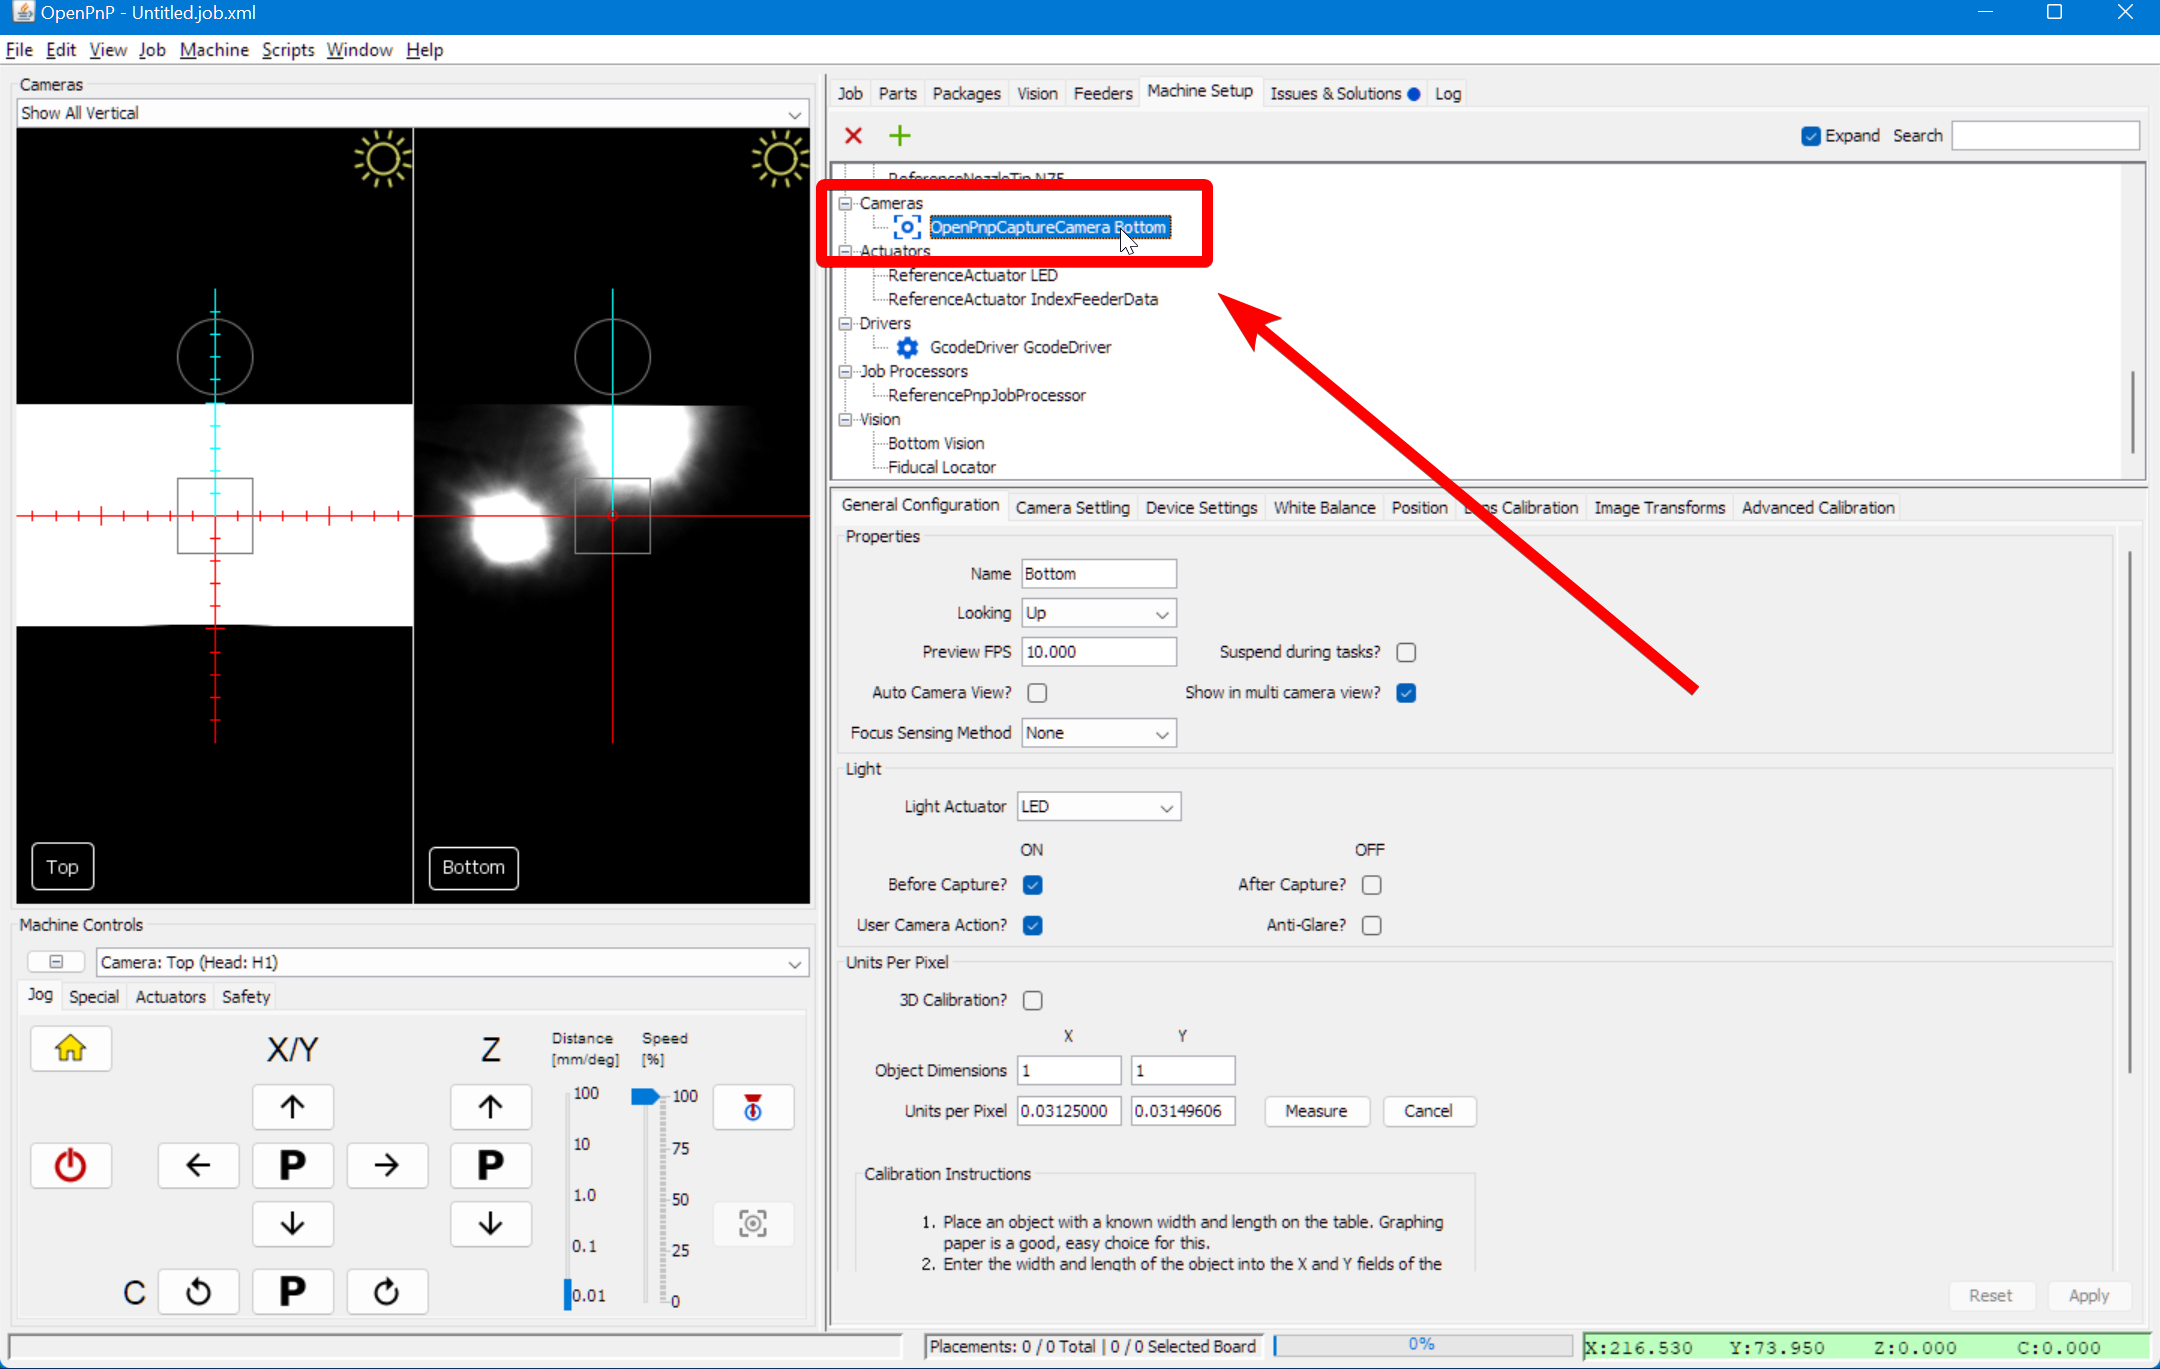 OpenPnP - Untitled.job.xml
File Edit View Job Machine Scripts Window Help
Cameras
Show All Vertical
Top
Bottom
Machine Controls
Camera: Top (Head: H1)
Jog Special Actuators Safety
X/Y Z
Distance [mm/deg]
Speed [%]
100
10
1.0
0.1
0.01
100
75
50
25
0
P P
C P
Job Parts Packages Vision Feeders Machine Setup Issues & Solutions Log
Expand Search
ReferenceNozzleTip N75
Cameras
OpenPnpCaptureCamera Bottom
Actuators
ReferenceActuator LED
ReferenceActuator IndexFeederData
Drivers
GcodeDriver GcodeDriver
Job Processors
ReferencePnpJobProcessor
Vision
Bottom Vision
Fiducal Locator
General Configuration Camera Settling Device Settings White Balance Position Lens Calibration Image Transforms Advanced Calibration
Properties
Name Bottom
Looking Up
Preview FPS 10.000 Suspend during tasks?
Auto Camera View? Show in multi camera view?
Focus Sensing Method None
Light
Light Actuator LED
ON OFF
Before Capture? After Capture?
User Camera Action? Anti-Glare?
Units Per Pixel
3D Calibration?
X Y
Object Dimensions 1 1
Units per Pixel 0.03125000 0.03149606 Measure Cancel
Calibration Instructions
1. Place an object with a known width and length on the table. Graphing
paper is a good, easy choice for this.
2. Enter the width and length of the object into the X and Y fields of the
Reset Apply
Placements: 0 / 0 Total | 0 / 0 Selected Board 0% X:216.530 Y:73.950 Z:0.000 C:0.000